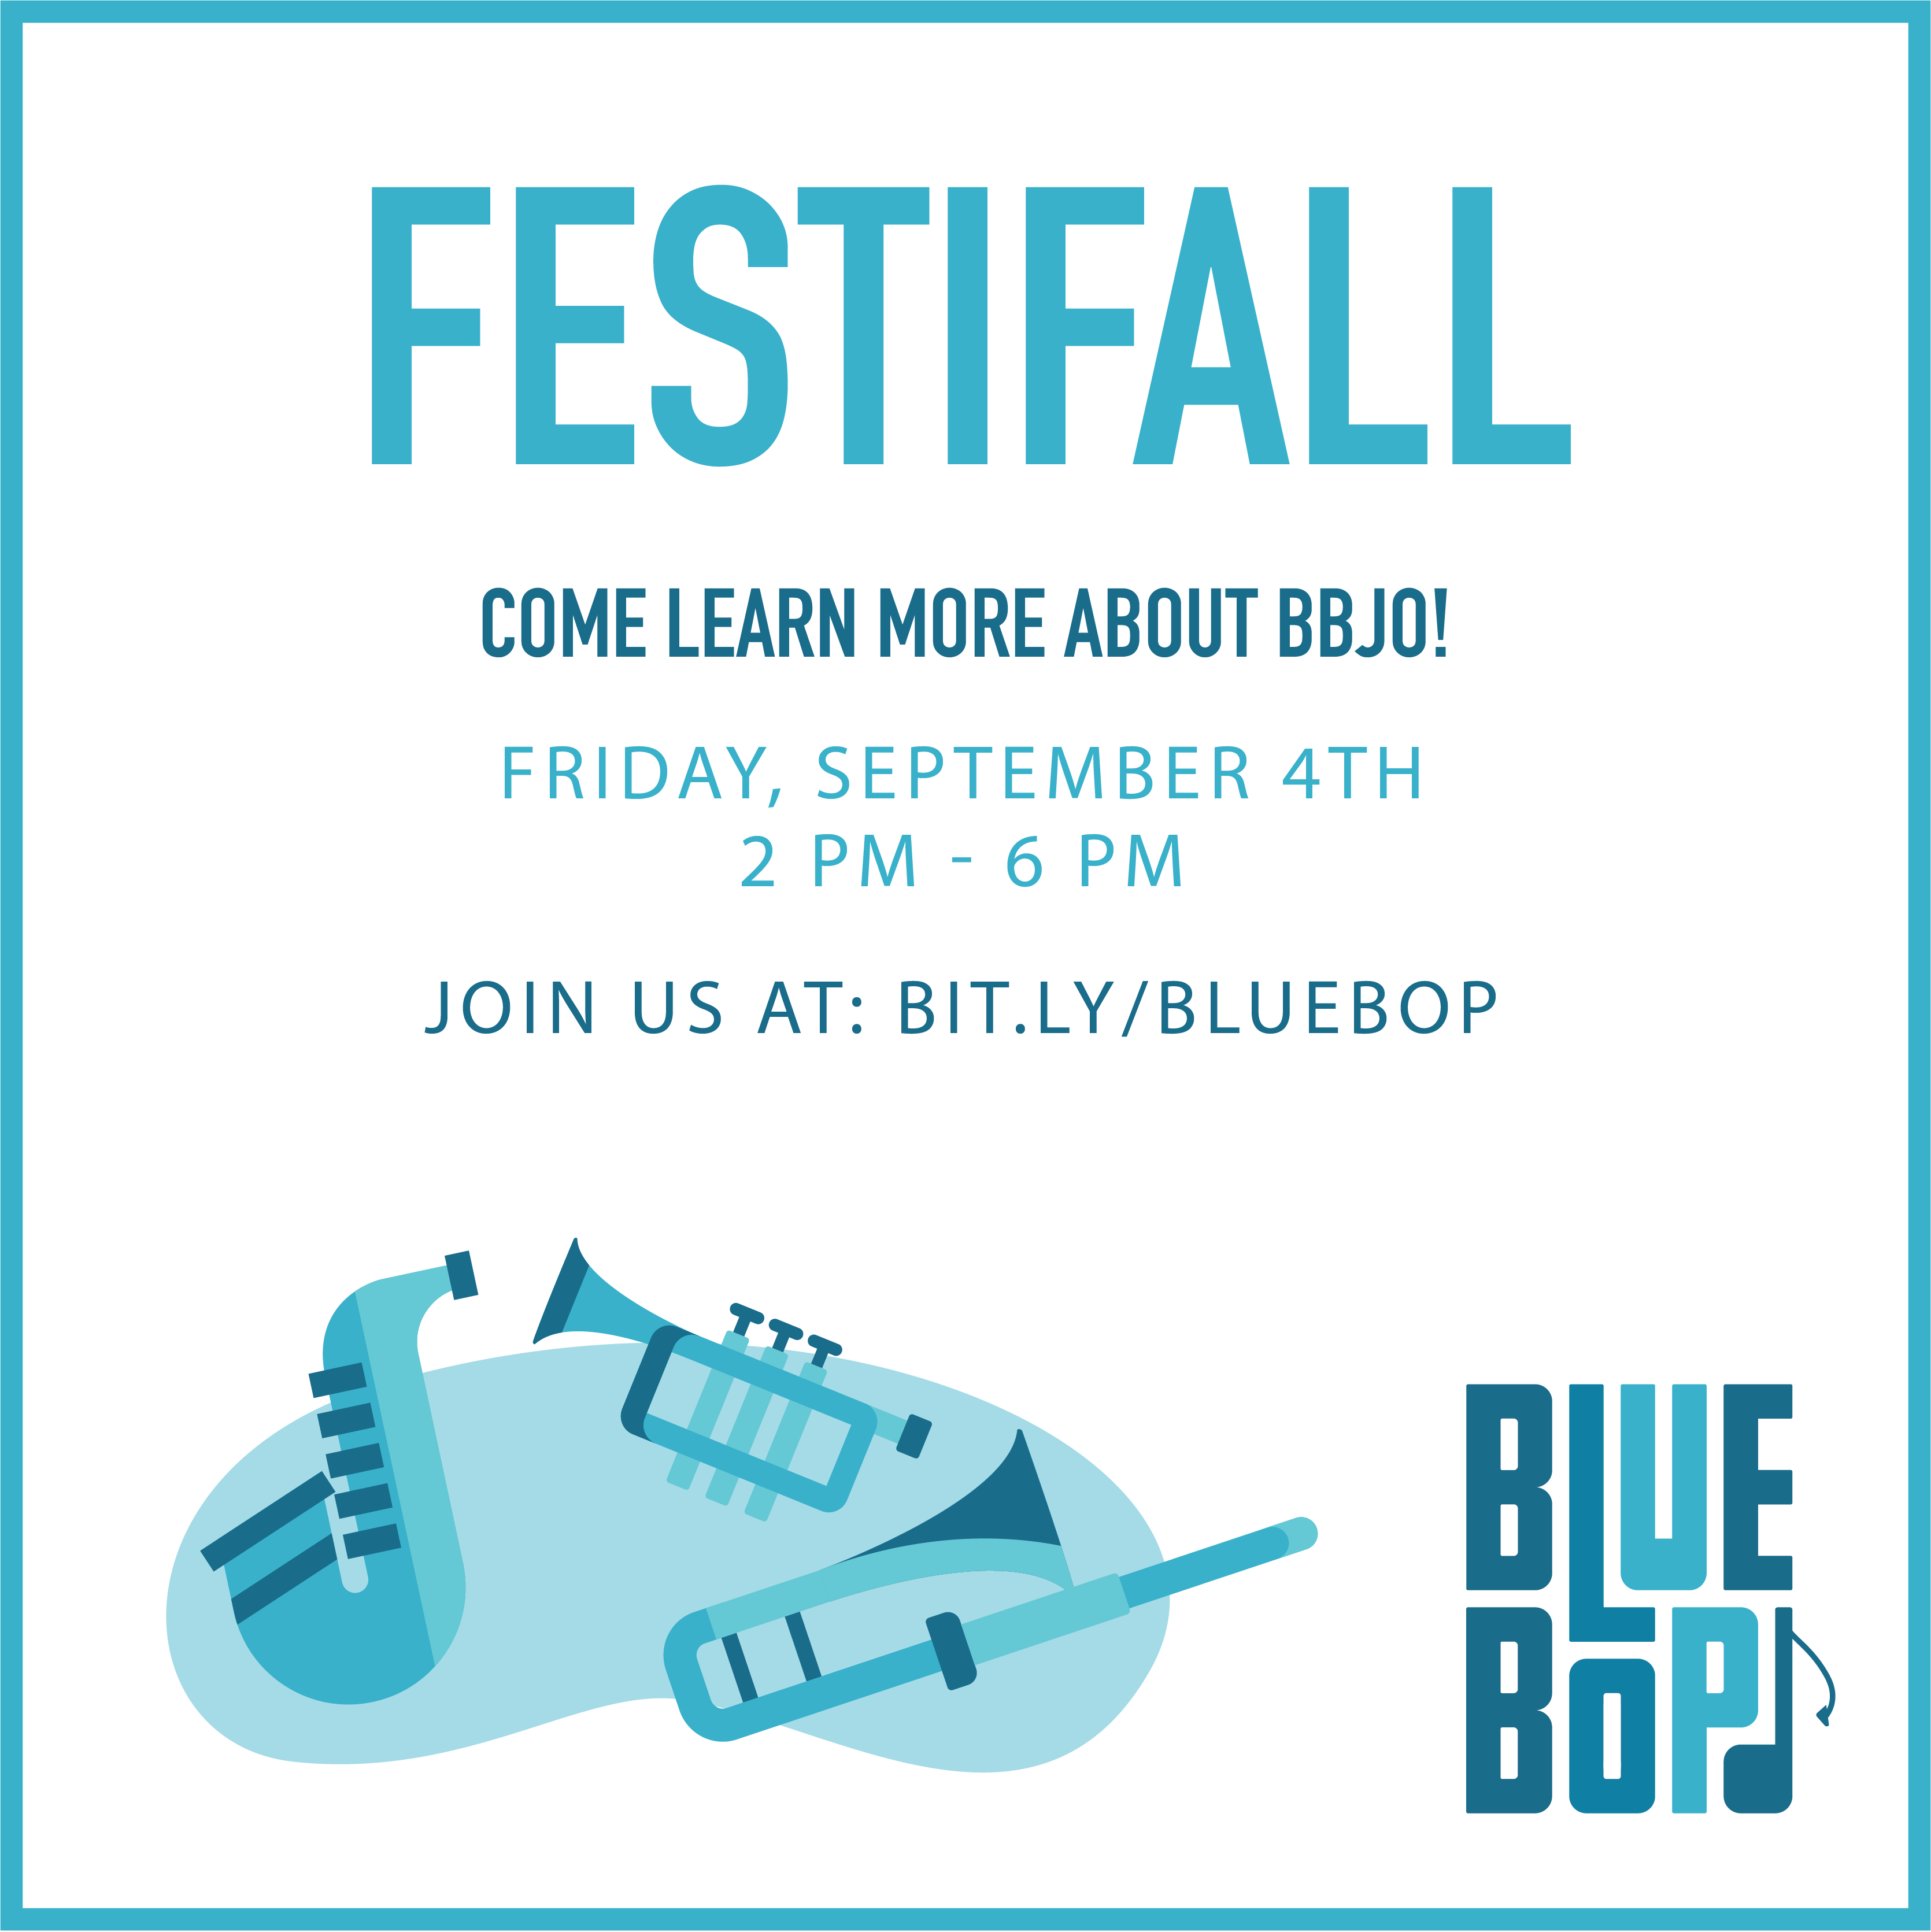 FESTIFALL
COME LEARN MORE ABOUT BBJO!
FRIDAY, SEPTEMBER 4TH
2 PM - 6 PM
JOIN US AT: BIT.LY/BLUEBOP
BLUE
BOP